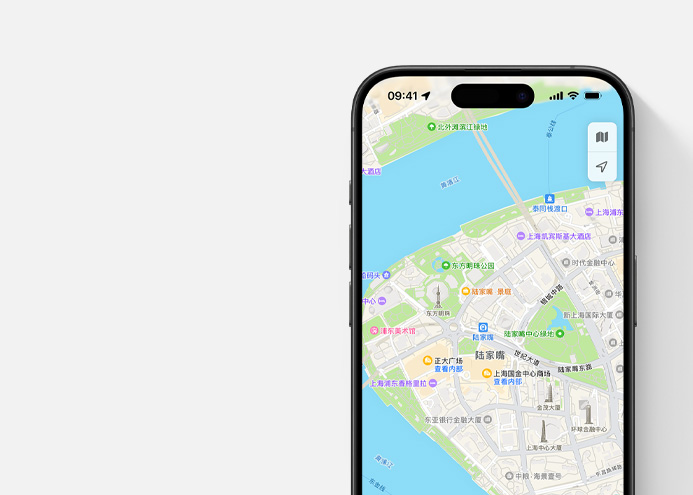 09:41
北外滩滨江绿地
泰公线
大酒店
黄浦江
泰同栈渡口
上海浦东
上海凯宾斯基大酒店
时代金融中心
东方明珠公园
码头
陆家嘴·景庭
银城中路
中心
东方明珠
新上海国际大厦
浦东美术馆
陆家嘴
陆家嘴中心绿地
陆家嘴
世纪大道
正大广场
查看内部
陆家嘴东路
上海国金中心商场
查看内部
上海浦东香格里拉
金茂大厦
东亚银行金融大厦
环球金融中心
上海中心大厦
黄浦江
中粮·海景壹号
东金线